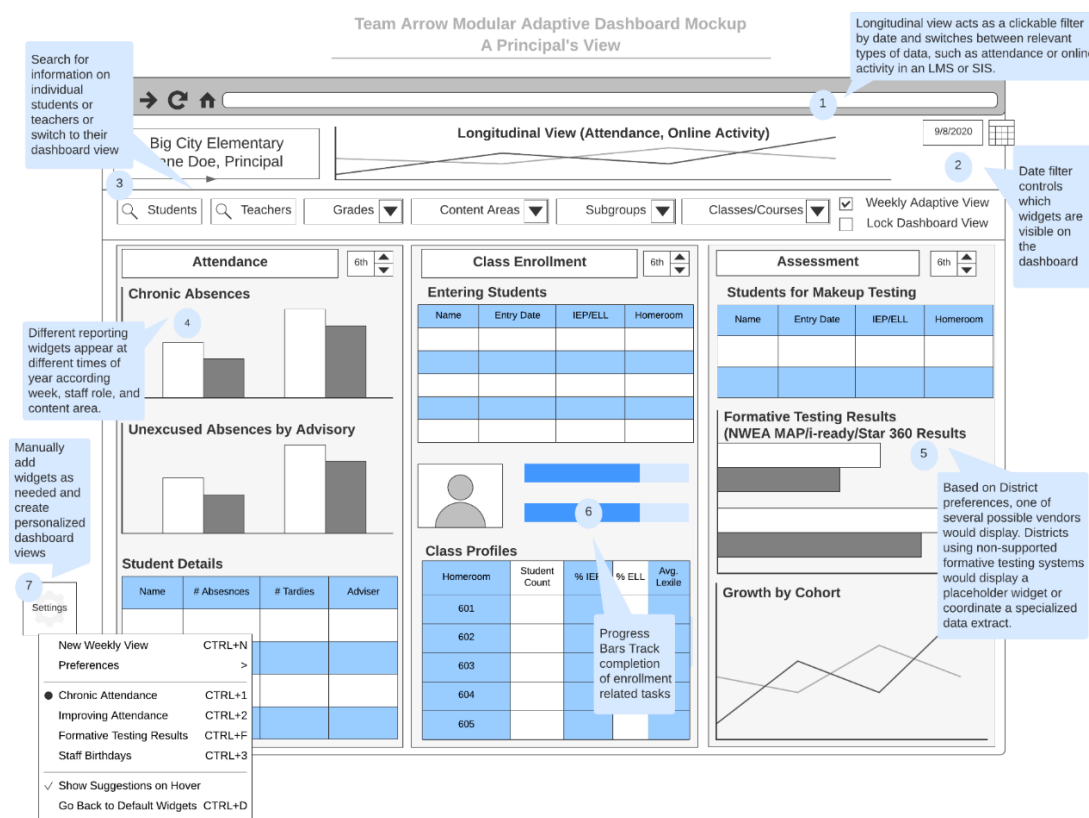 Team Arrow Modular Adaptive Dashboard Mockup
A Principal's View
Longitudinal view acts as a clickable filter
by date and switches between relevant
types of data, such as attendance or online
activity in an LMS or SIS.
1
Search for
information on
individual
students or
teachers or
switch to their
dashboard view
3
Big City Elementary
ne Doe, Principal
Longitudinal View (Attendance, Online Activity)
9/8/2020
2
Date filter
controls
which
widgets are
visible on
the
dashboard
Students
Teachers
Grades
Content Areas
Subgroups
Classes/Courses
Weekly Adaptive View
Lock Dashboard View
Attendance
6th
Chronic Absences
4
Different reporting
widgets appear at
different times of
year according
week, staff role, and
content area.
Unexcused Absences by Advisory
Student Details
Name # Absesnces # Tardies Adviser
Class Enrollment
6th
Entering Students
Name Entry Date IEP/ELL Homeroom
6
Progress
Bars Track
completion
of enrollment
related tasks
Class Profiles
Homeroom Student Count % IEP % ELL Avg. Lexile
601
602
603
604
605
Assessment
6th
Students for Makeup Testing
Name Entry Date IEP/ELL Homeroom
Formative Testing Results
(NWEA MAP/i-ready/Star 360 Results
5
Based on District
preferences, one of
several possible vendors
would display. Districts
using non-supported
formative testing systems
would display a
placeholder widget or
coordinate a specialized
data extract.
Growth by Cohort
Manually
add
widgets as
needed and
create
personalized
dashboard
views
7
Settings
New Weekly View CTRL+N
Preferences >
Chronic Attendance CTRL+1
Improving Attendance CTRL+2
Formative Testing Results CTRL+F
Staff Birthdays CTRL+3
Show Suggestions on Hover
Go Back to Default Widgets CTRL+D